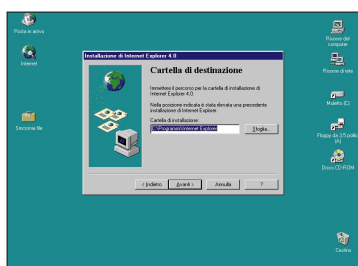 Posta in arrivo
Internet
Sincronia file
Installazione di Internet Explorer 4.0
Cartella di destinazione
Immettere il percorso per la cartella di installazione di
Internet Explorer 4.0.
Nella posizione indicata è stata rilevata una precedente
installazione di Internet Explorer.
Cartella di installazione:
C:\Programmi\Internet Explorer
Sfoglia...
< Indietro
Avanti >
Annulla
?
Risorse del
computer
Risorse di rete
(C)
Floppy da 3,5 pollici
(A)
Disco CD-ROM
Cestino